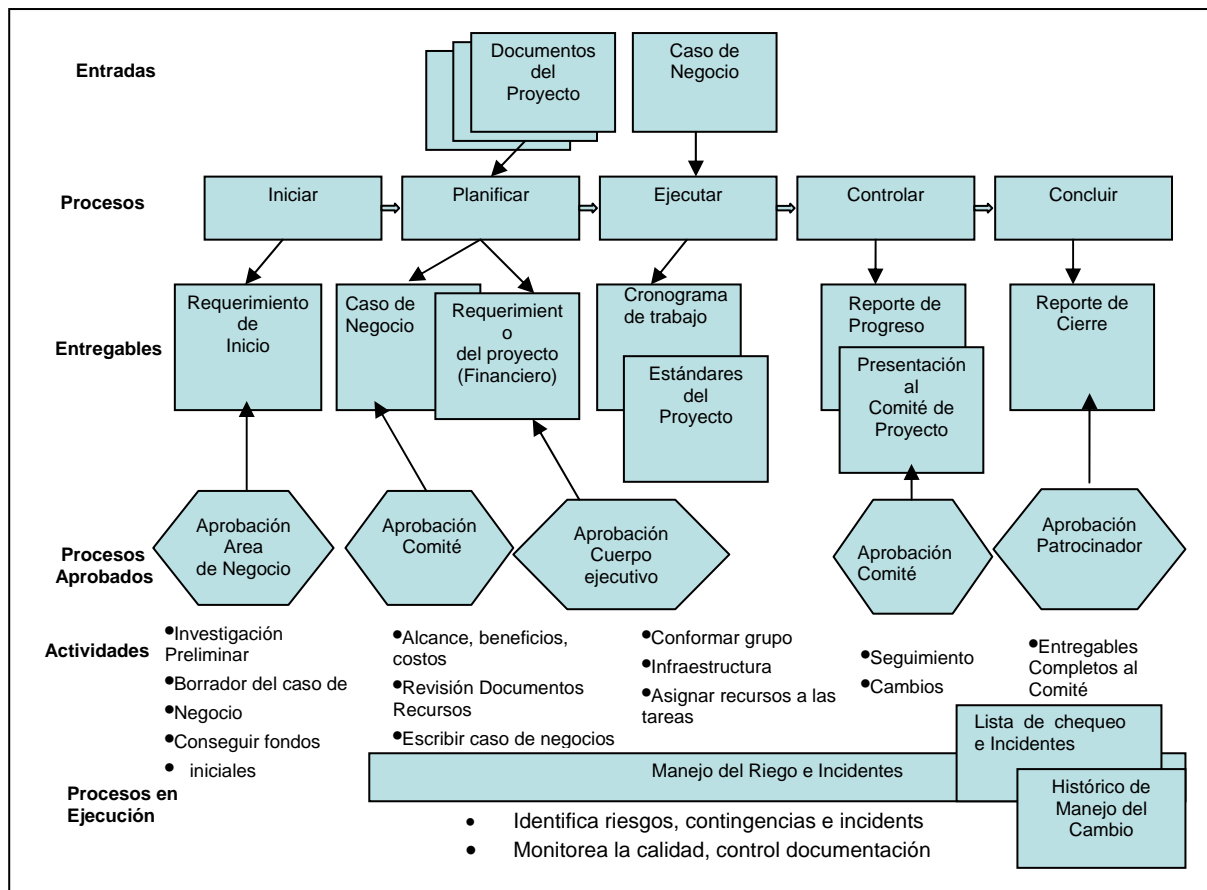 Entradas
Documentos
del
Proyecto
Caso de
Negocio
Procesos
Iniciar
Planificar
Ejecutar
Controlar
Concluir
Entregables
Requerimiento
de
Inicio
Caso de
Negocio
Requerimient
o
del proyecto
(Financiero)
Cronograma
de trabajo
Estándares
del
Proyecto
Reporte de
Progreso
Presentación
al
Comité de
Proyecto
Reporte de
Cierre
Procesos
Aprobados
Aprobación
Area
de Negocio
Aprobación
Comité
Aprobación
Cuerpo
ejecutivo
Aprobación
Comité
Aprobación
Patrocinador
Actividades
•Investigación
Preliminar
•Borrador del caso de
•Negocio
•Conseguir fondos
• iniciales
•Alcance, beneficios,
costos
•Revisión Documentos
Recursos
•Escribir caso de negocios
•Conformar grupo
•Infraestructura
•Asignar recursos a las
tareas
•Seguimiento
•Cambios
•Entregables
Completos al
Comité
Procesos en
Ejecución
Manejo del Riego e Incidentes
Lista de chequeo
e Incidentes
Histórico de
Manejo del
Cambio
• Identifica riesgos, contingencias e incidents
• Monitorea la calidad, control documentación